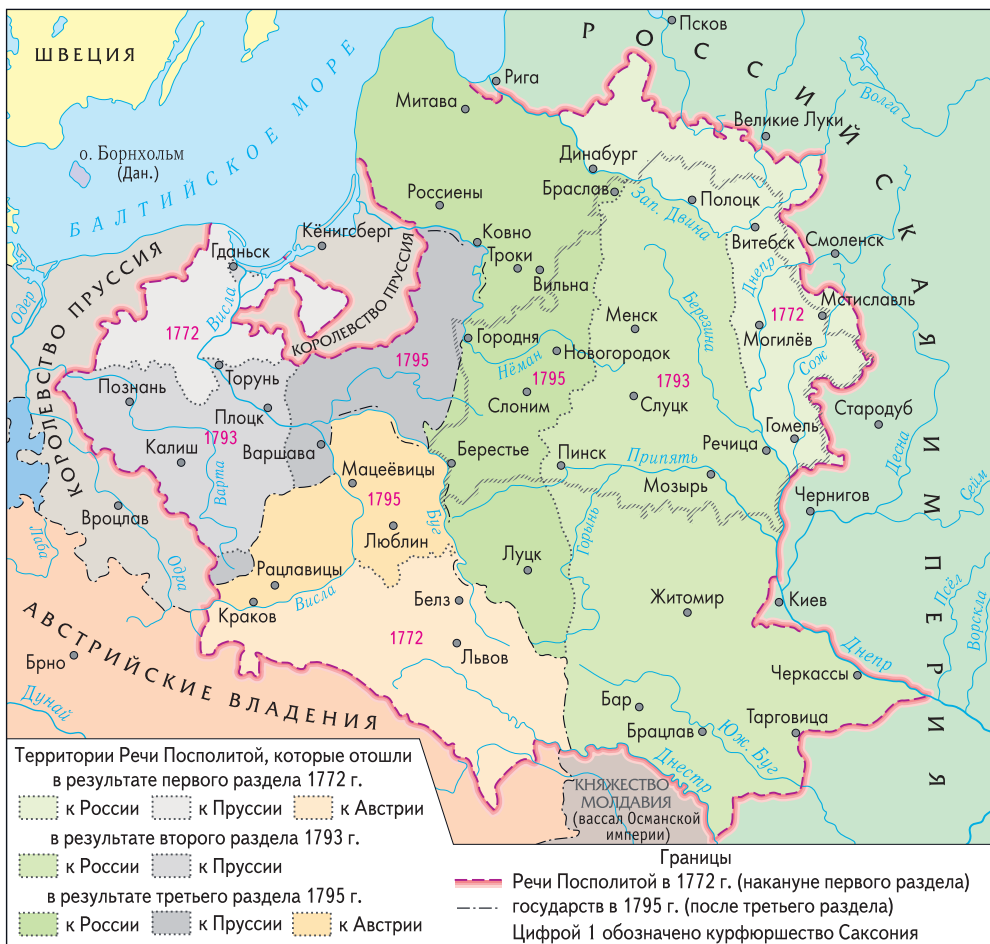 ШВЕЦИЯ
БАЛТИЙСКОЕ МОРЕ
о. Борнхольм
(Дан.)
РОССИЙСКАЯ ИМПЕРИЯ
Псков
Рига
Митава
Волга
Великие Луки
Динабург
Браслав
Зап. Двина
Полоцк
Россиены
Витебск
Смоленск
Кёнигсберг
Ковно
Троки
Вильна
Гданьск
Висла
КОРОЛЕВСТВО ПРУССИЯ
КОРОЛЕВСТВО ПРУССИЯ
Одер
Днепр
Мстиславль
1772
1772
Менск
Березина
Могилёв
Городня
Новогородок
Нёман
Сож
1795
1795
1793
Познань
Торунь
Слоним
Слуцк
Стародуб
Плоцк
1793
Калиш
Варшава
Гомель
Речица
Десна
Берестье
Пинск
Припять
Мозырь
Мацеёвицы
Варта
1795
Чернигов
Сейм
Вроцлав
Люблин
Буг
Горынь
Лаба
Одра
Луцк
Рацлавицы
Висла
Краков
Белз
Житомир
Киев
Псёл
Ворскла
АВСТРИЙСКИЕ ВЛАДЕНИЯ
1772
Львов
Брно
Днепр
Черкассы
Дунай
Бар
Брацлав
Юж. Буг
Тарговица
Днестр
КНЯЖЕСТВО
МОЛДАВИЯ
(вассал Османской
империи)
Территории Речи Посполитой, которые отошли
в результате первого раздела 1772 г.
к России к Пруссии к Австрии
в результате второго раздела 1793 г.
к России к Пруссии
в результате третьего раздела 1795 г.
к России к Пруссии к Австрии
Границы
Речи Посполитой в 1772 г. (накануне первого раздела)
государств в 1795 г. (после третьего раздела)
Цифрой 1 обозначено курфюршество Саксония